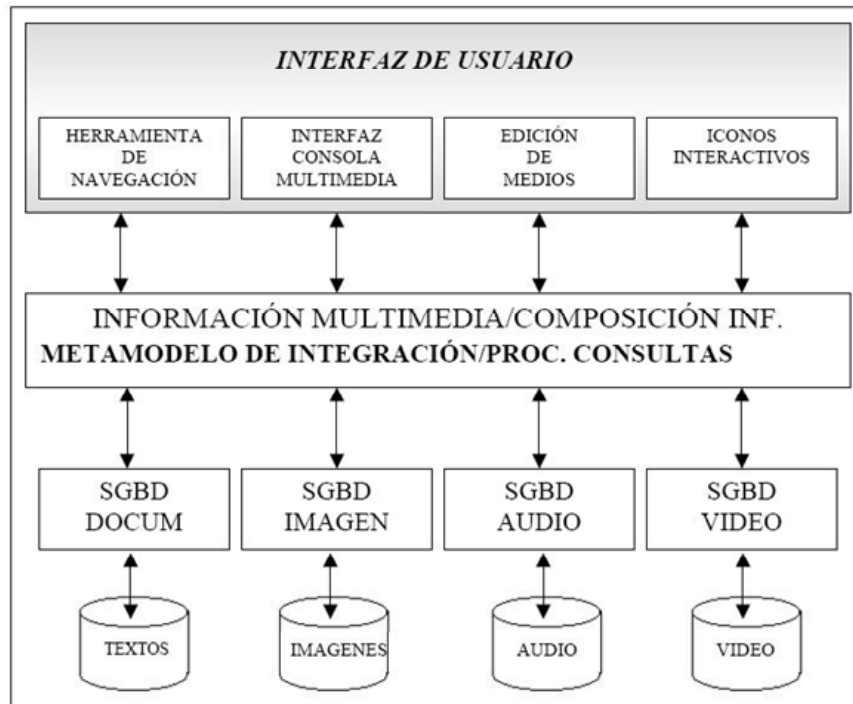 INTERFAZ DE USUARIO
HERRAMIENTA
DE
NAVEGACIÓN
INTERFAZ
CONSOLA
MULTIMEDIA
EDICIÓN
DE
MEDIOS
ICONOS
INTERACTIVOS
INFORMACIÓN MULTIMEDIA/COMPOSICIÓN INF.
METAMODELO DE INTEGRACIÓN/PROC. CONSULTAS
SGBD
DOCUM
SGBD
IMAGEN
SGBD
AUDIO
SGBD
VIDEO
TEXTOS
IMAGENES
AUDIO
VIDEO